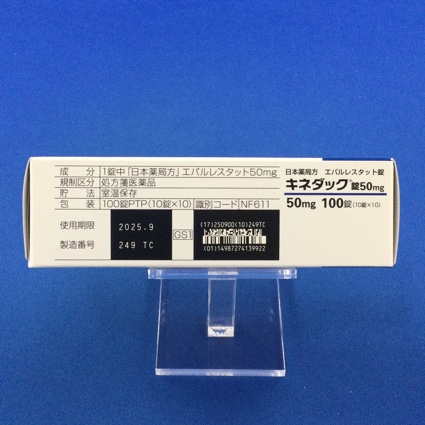 成分 1錠中「日本薬局方」エパルレスタット50mg
規制区分 処方箋医薬品
貯法 室温保存
包装 100錠PTP(10錠×10) 識別コード NF611
使用期限 2025.9
製造番号 249 TC
GS1
(17)250900(10)249TC
(01)14987274139922
日本薬局方 エパルレスタット錠
キネダック®錠50mg
50mg 100錠(10錠×10)